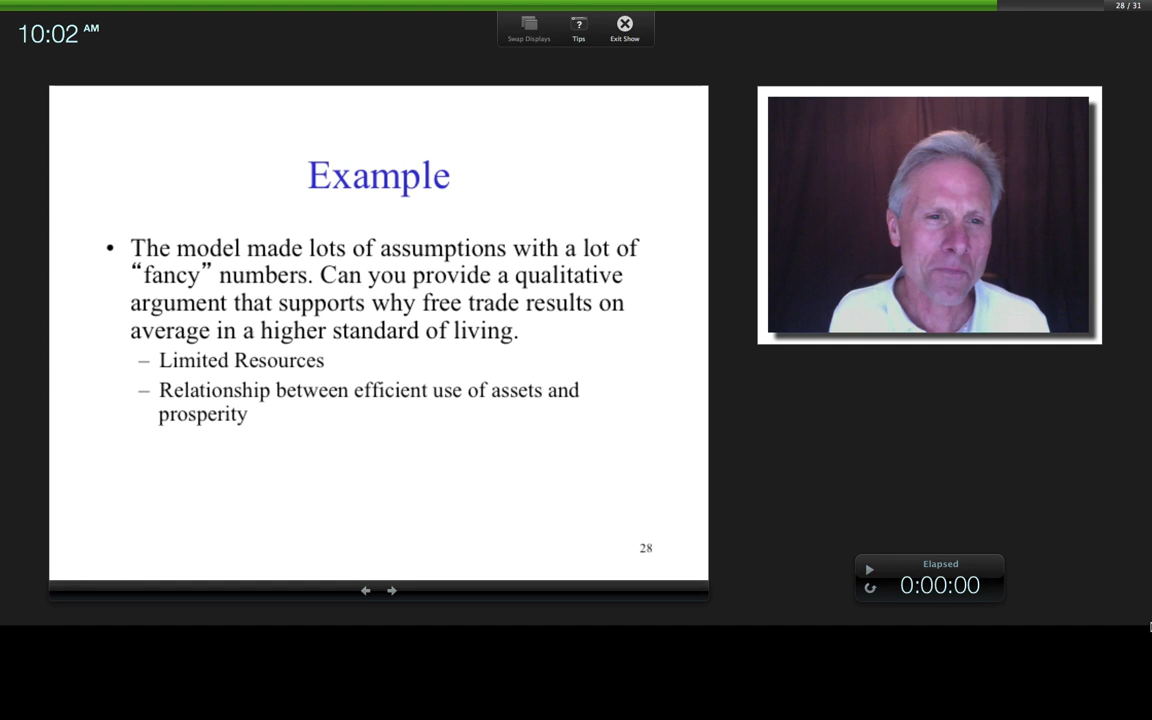 28 / 31
10:02 AM
Swap Displays
?
Tips
Exit Show
Example
• The model made lots of assumptions with a lot of
“fancy” numbers. Can you provide a qualitative
argument that supports why free trade results on
average in a higher standard of living.
– Limited Resources
– Relationship between efficient use of assets and
prosperity
28
Elapsed
0:00:00